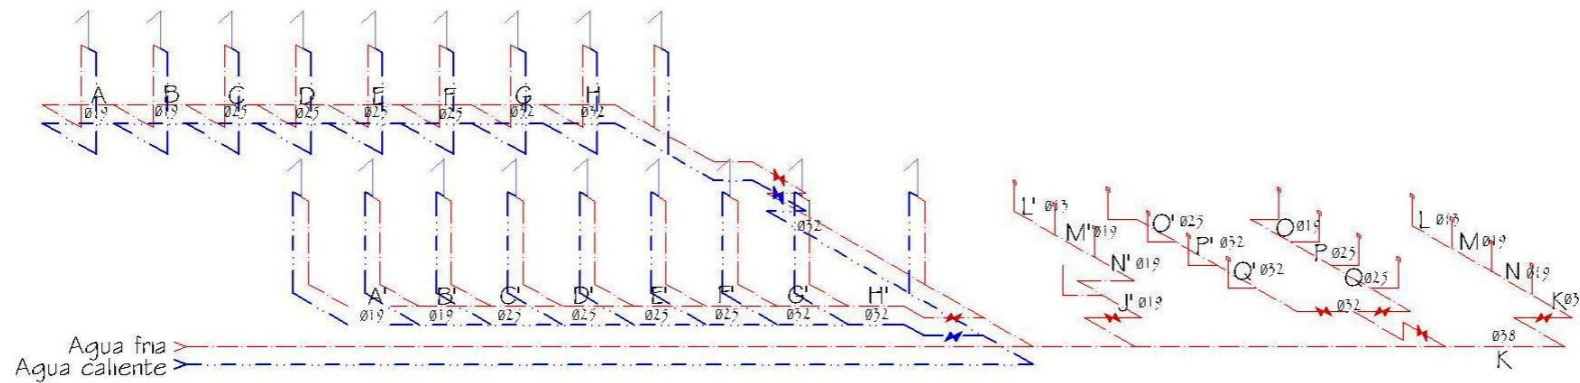 A B C D E F G H
Ø19 Ø19 Ø25 Ø25 Ø25 Ø25 Ø32 Ø32
I
Ø32
A' B' C' D' E' F' G' H'
Ø19 Ø19 Ø25 Ø25 Ø25 Ø25 Ø32 Ø32
L' Ø13
M' Ø19
N' Ø19
J' Ø19
O' Ø25
P' Ø32
Q' Ø32
O Ø19
P Ø25
Q Ø25
Ø32
L Ø13
M Ø19
N Ø19
K Ø3
Ø38
K
Agua fria
Agua caliente